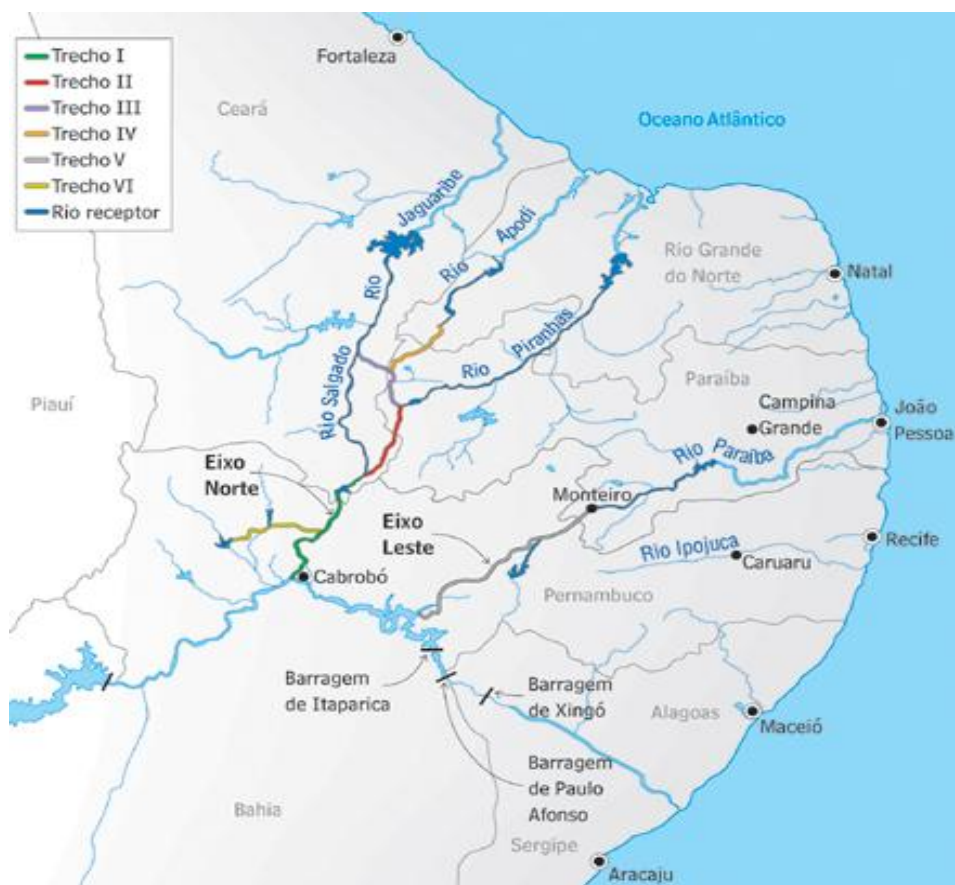 Trecho I
Trecho II
Trecho III
Trecho IV
Trecho V
Trecho VI
Rio receptor
Fortaleza
Ceará
Oceano Atlântico
Rio Jaguaribe
Rio Apodi
Rio Grande
do Norte
Natal
Rio Piranhas
Rio Salgado
Piauí
Paraíba
Campina
Grande
João
Pessoa
Rio Paraíba
Eixo
Norte
Monteiro
Eixo
Leste
Recife
Rio Ipojuca
Caruaru
Cabrobó
Pernambuco
Barragem
de Itaparica
Barragem
de Xingó
Alagoas
Maceió
Barragem
de Paulo
Afonso
Bahia
Sergipe
Aracaju